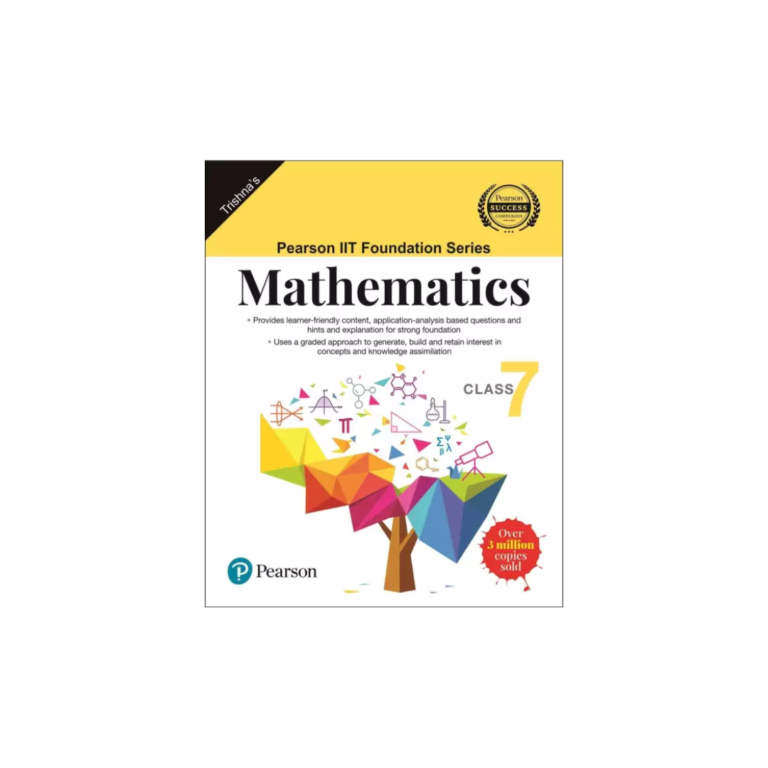 Trishna's
Pearson
SUCCESS
COMPANION
Pearson IIT Foundation Series
Mathematics
• Provides learner-friendly content, application-analysis based questions and
hints and explanation for strong foundation
• Uses a graded approach to generate, build and retain interest in
concepts and knowledge assimilation
CLASS 7
π
Σ Ψ
β λ
Over
3 million
copies
sold
P Pearson